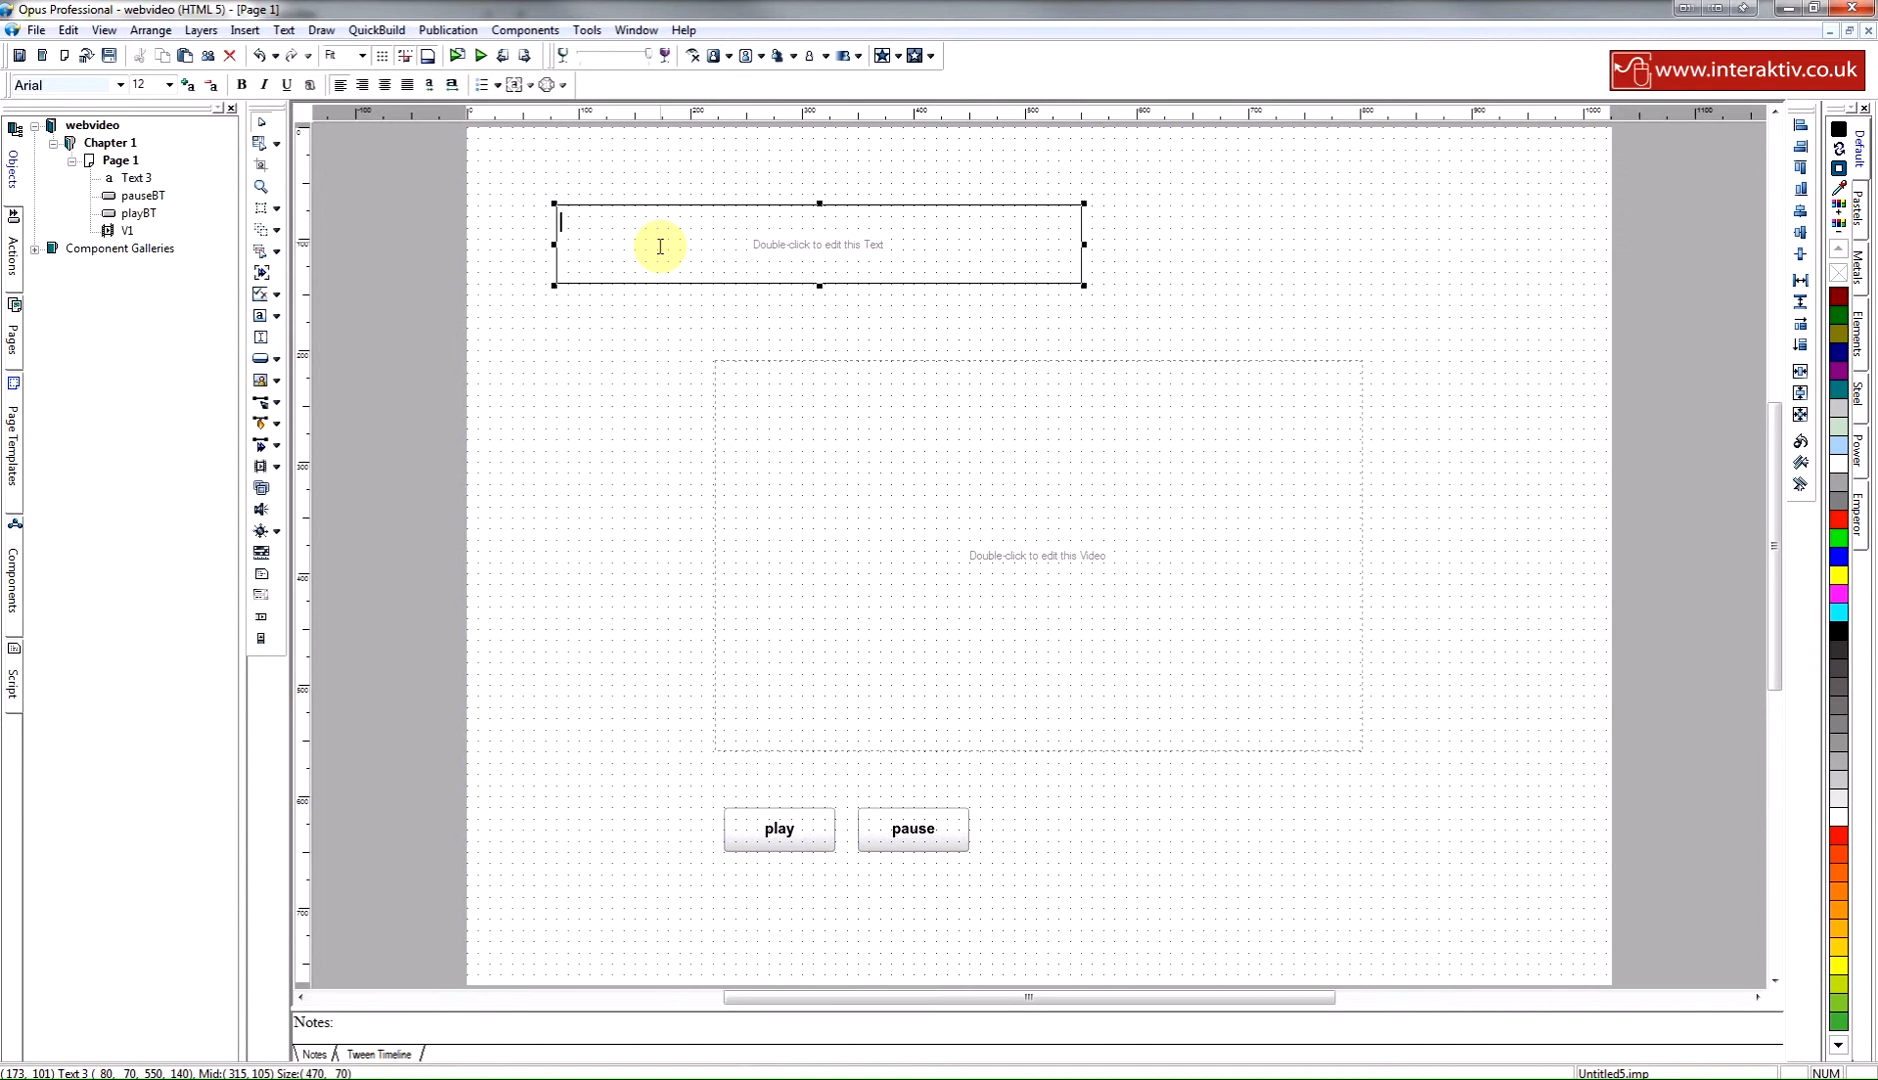 Opus Professional - webvideo (HTML 5) - [Page 1]
File Edit View Arrange Layers Insert Text Draw QuickBuild Publication Components Tools Window Help
Fit
www.interaktiv.co.uk
Arial 12 B I U
webvideo
Chapter 1
Page 1
a Text 3
pauseBT
playBT
V1
Component Galleries
Objects
Actions
Pages
Page Templates
Components
Script
Double-click to edit this Text
Double-click to edit this Video
play pause
Default
Pastels
Metals
Elements
Steel
Power
Emperor
Notes:
Notes Tween Timeline
(173, 101) Text 3 ( 80, 70, 550, 140), Mid:(315,105) Size:(470, 70) Untitled5.imp NUM